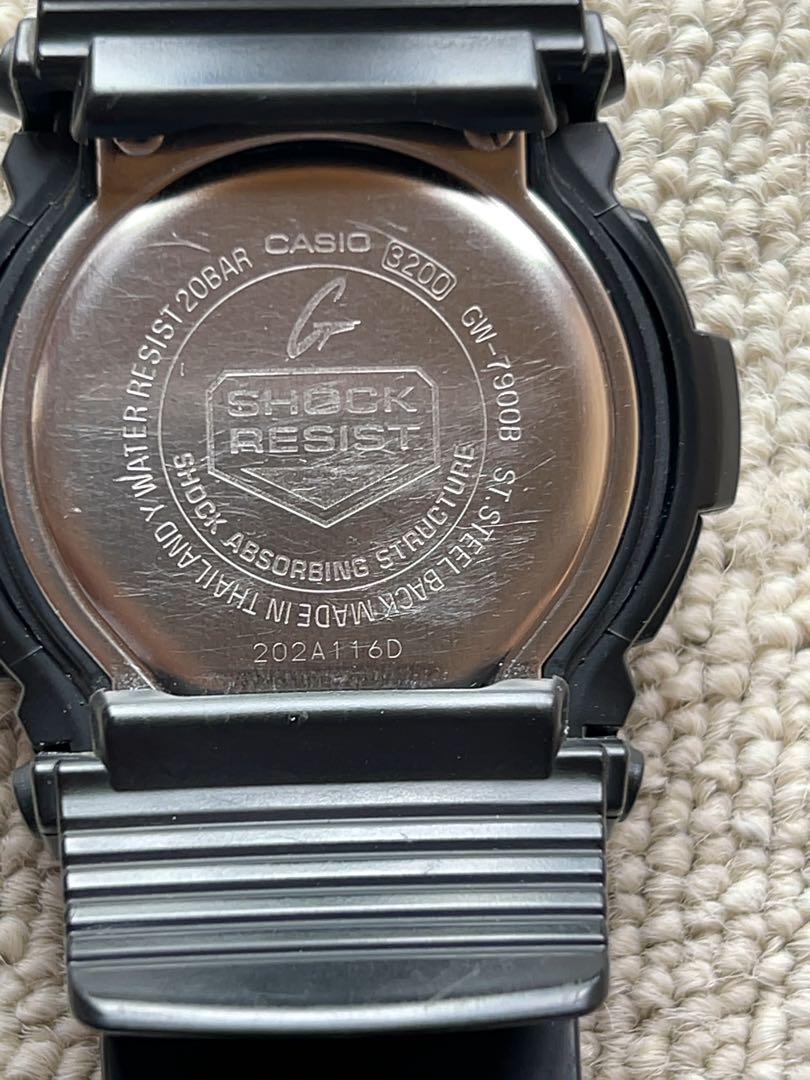 CASIO 3200 GW-7900B ST.STEEL BACK MADE IN THAILAND Y WATER RESIST 20BAR
G
SHOCK
RESIST
SHOCK ABSORBING STRUCTURE
202A116D